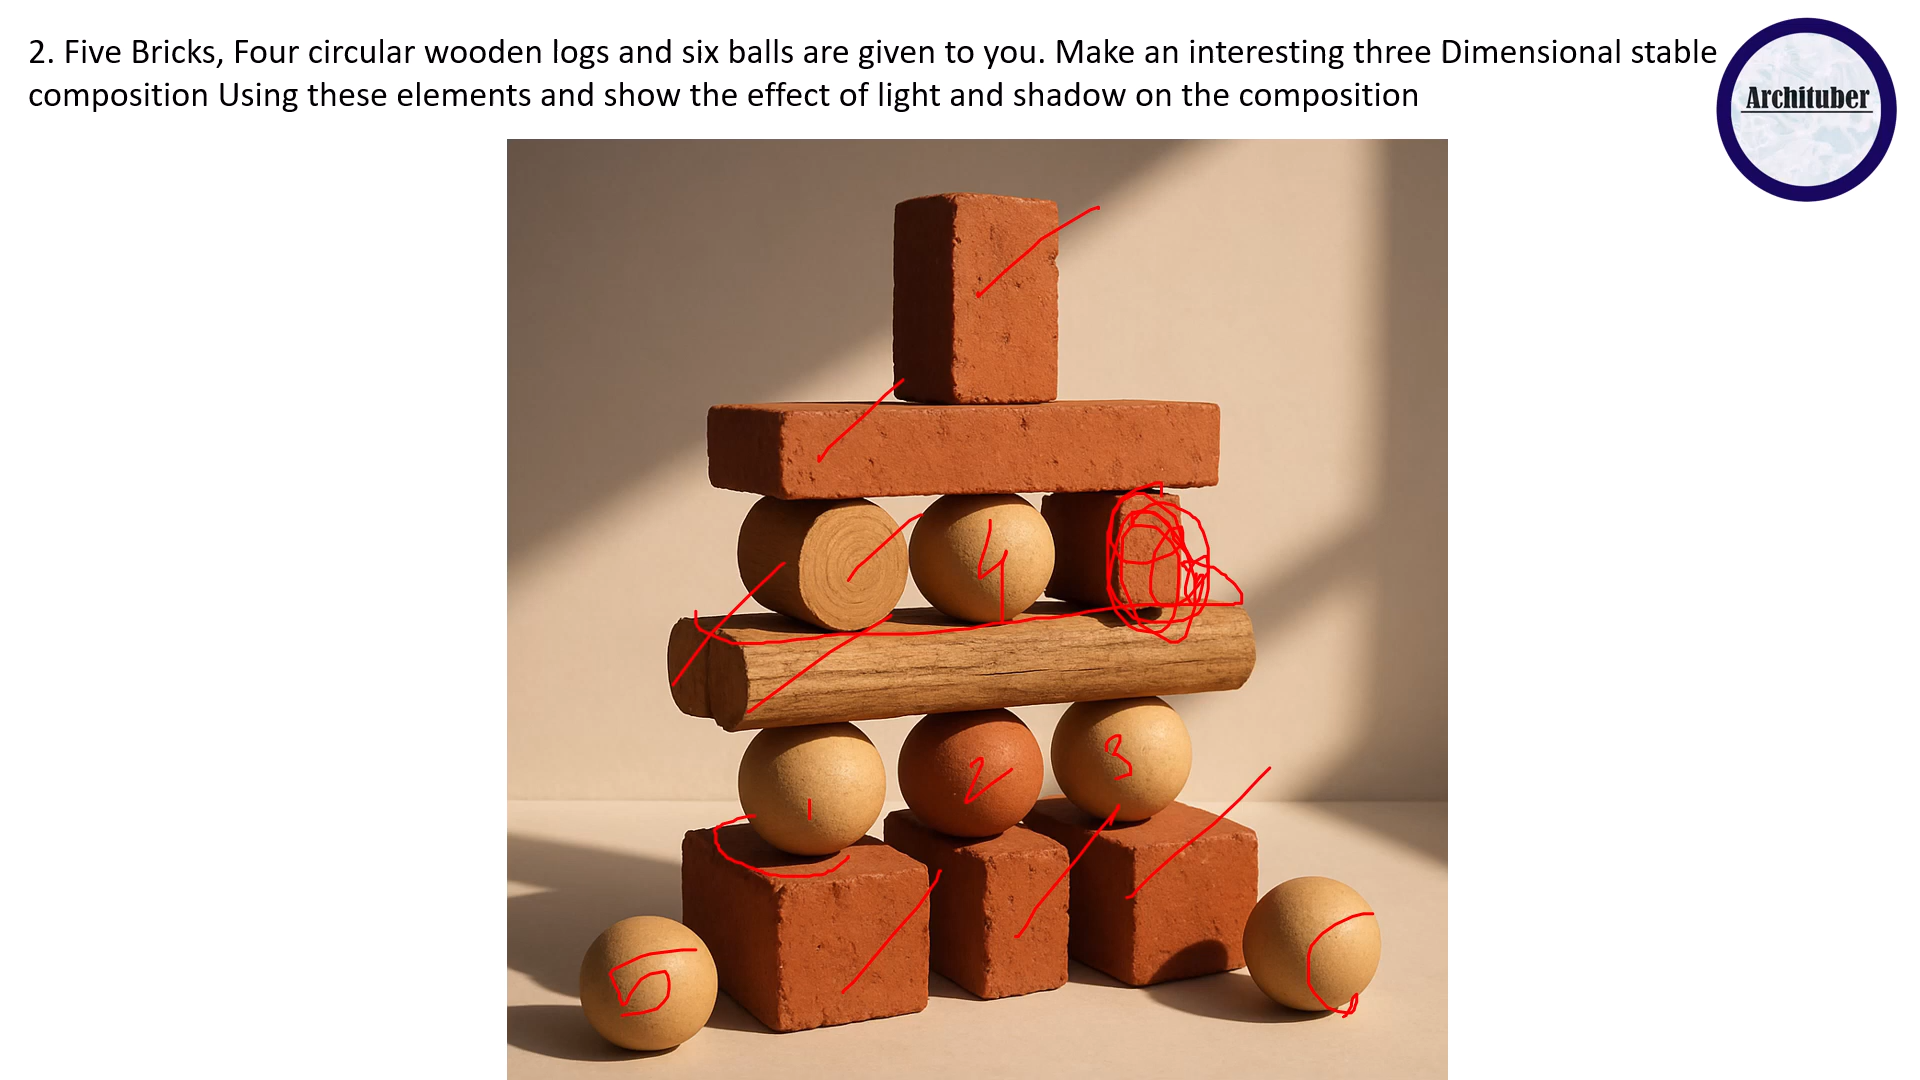 2. Five Bricks, Four circular wooden logs and six balls are given to you. Make an interesting three Dimensional stable
composition Using these elements and show the effect of light and shadow on the composition
Archituber
4
1
2
3
5